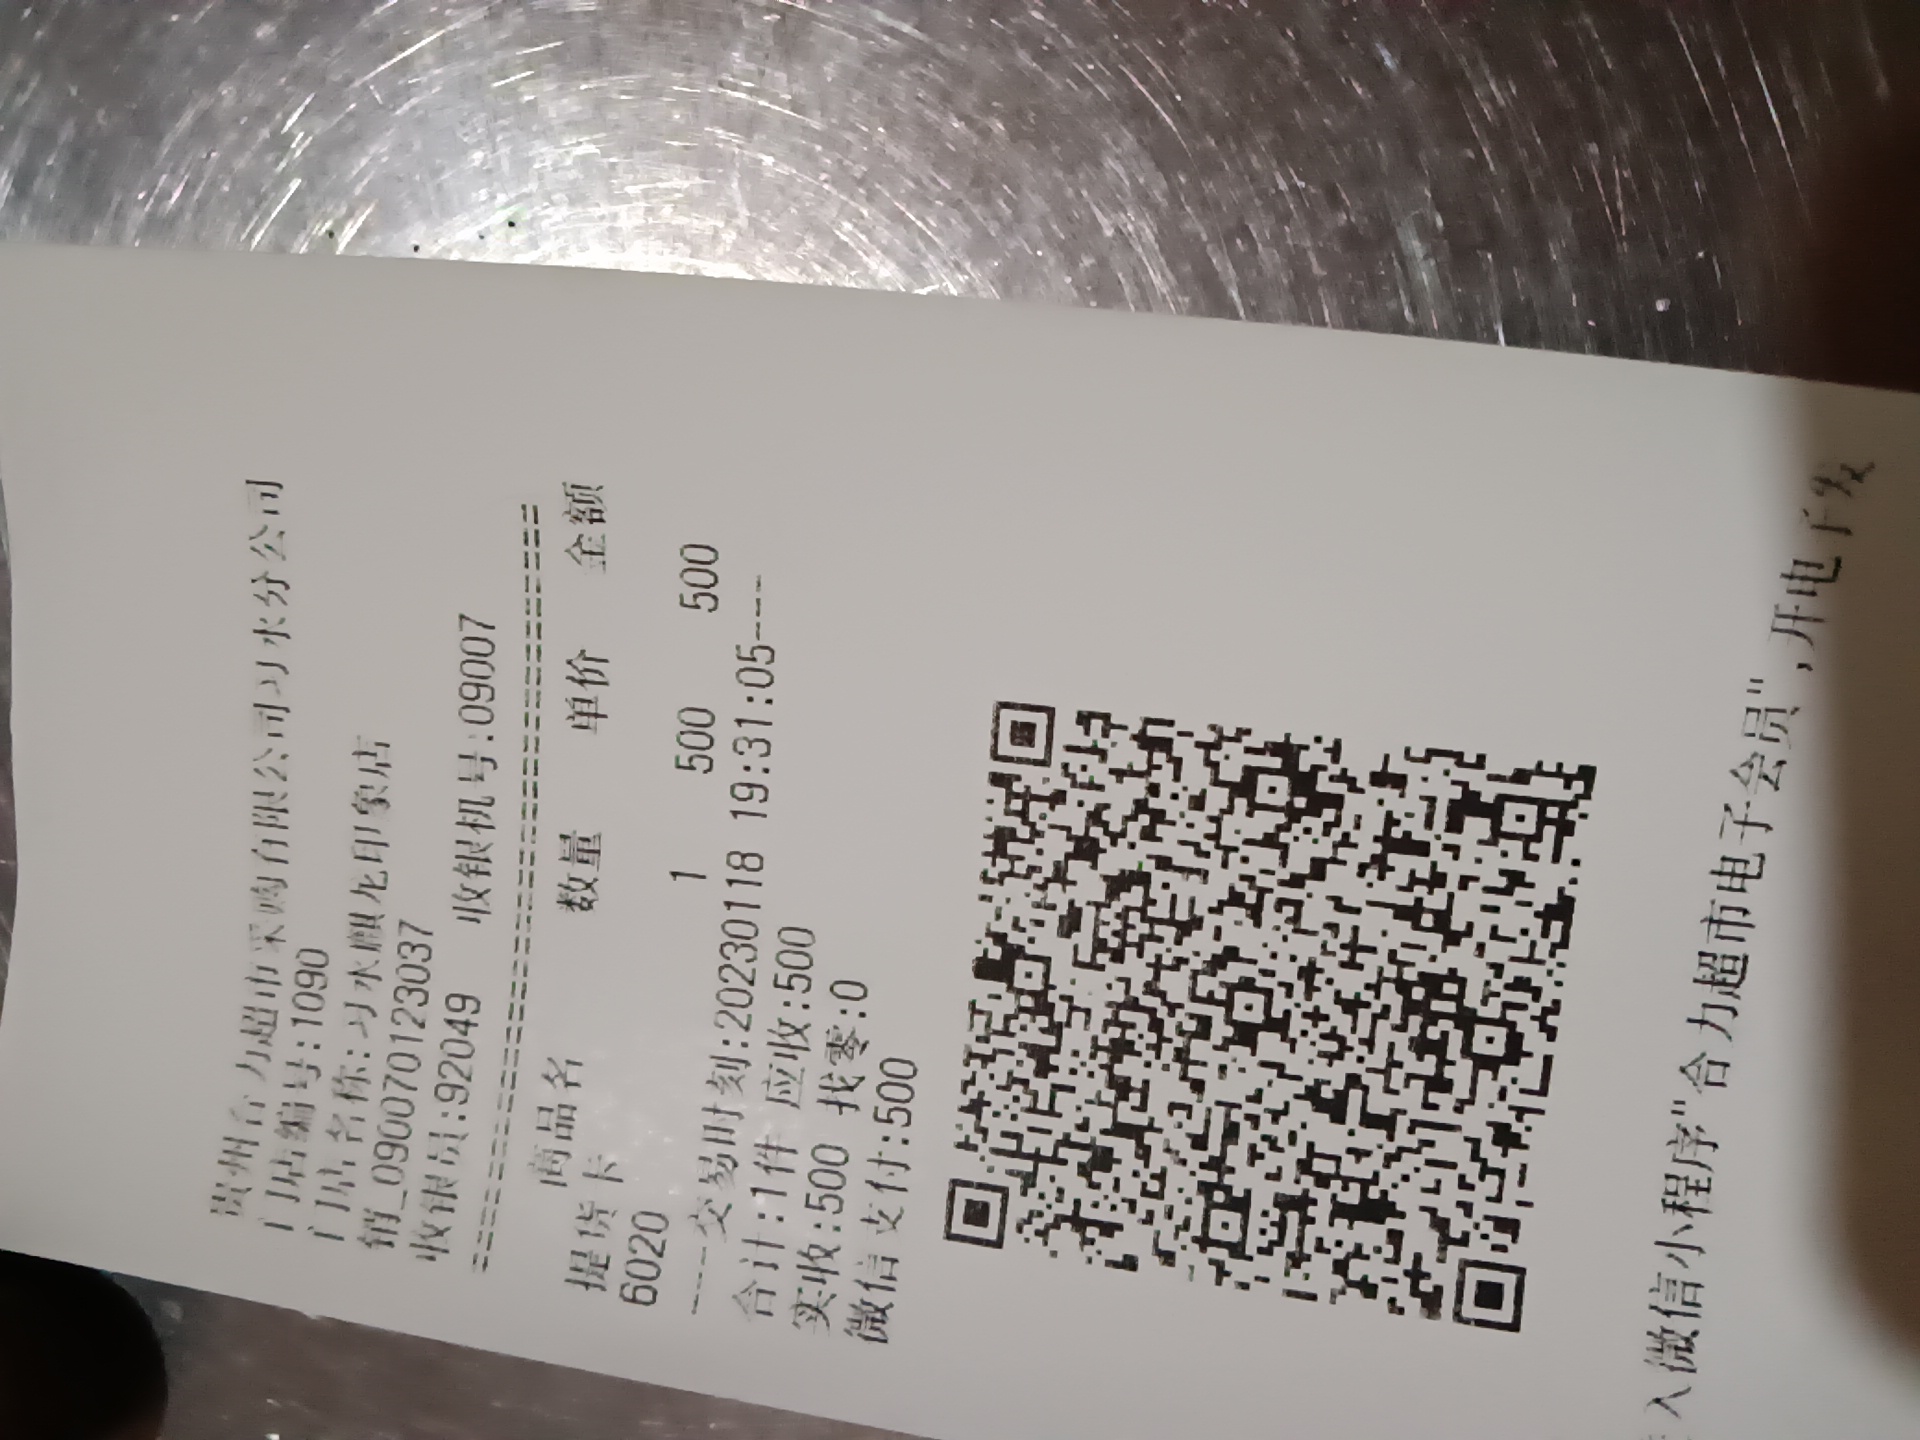 贵州合力超市采购有限公司习水分公司
门店编号:1090
门店名称:习水麒龙印象店
销_090070123037
收银员:92049 收银机号:09007
================================
商品名 数量 单价 金额
提货卡
6020 1 500 500
----交易时刻:20230118 19:31:05----
合计:1件 应收:500
实收:500 找零:0
微信支付:500
入微信小程序"合力超市电子会员",开电子发